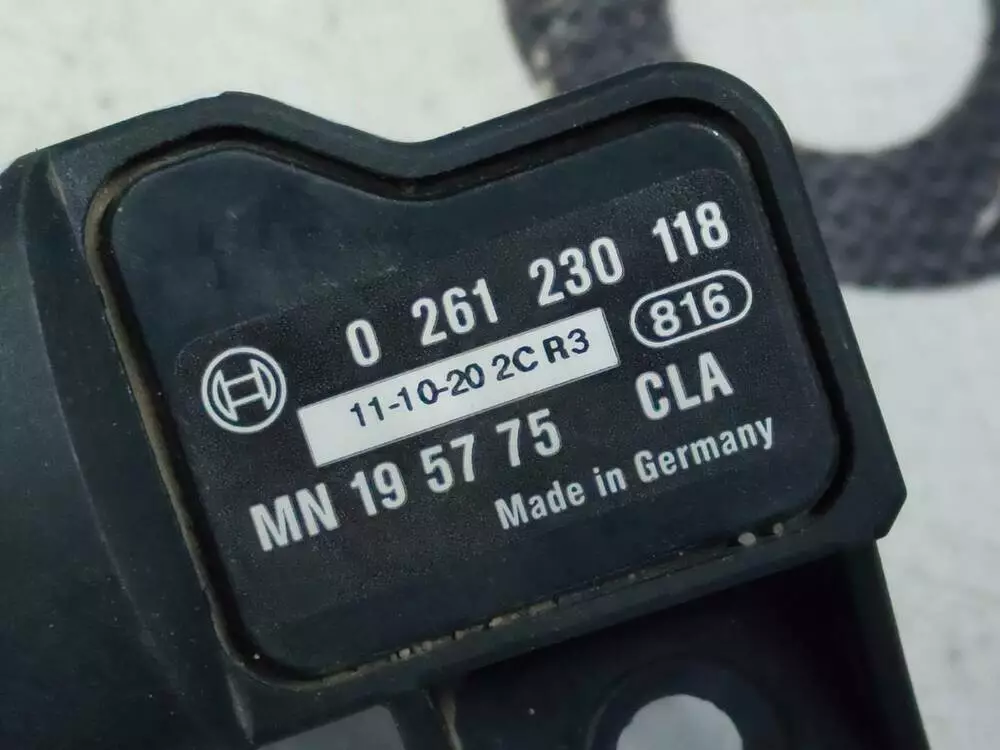 0 261 230 118
11-10-20 2C R3 816
MN 19 57 75 CLA
Made in Germany